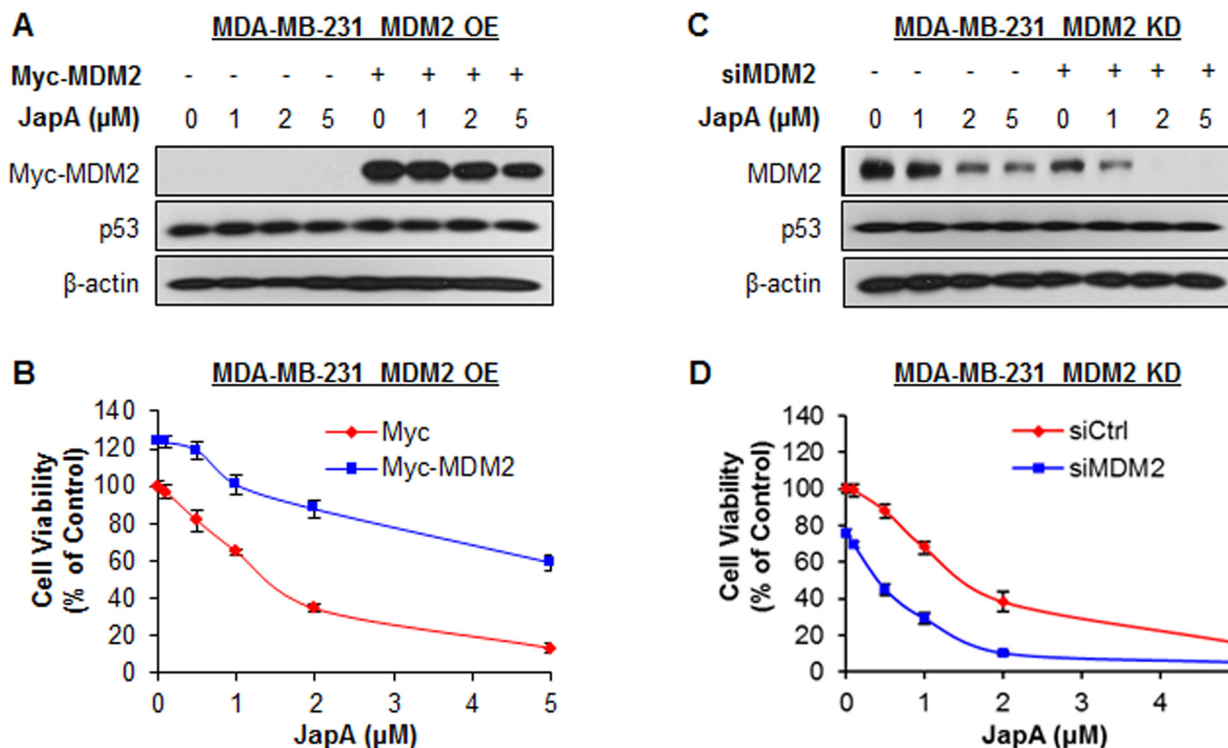 A
MDA-MB-231 MDM2 OE
Myc-MDM2 - - - - + + + +
JapA (µM) 0 1 2 5 0 1 2 5
Myc-MDM2
p53
β-actin
B
MDA-MB-231 MDM2 OE
Cell Viability
(% of Control)
140
120
100
80
60
40
20
0
Myc
Myc-MDM2
0 1 2 3 4 5
JapA (µM)
C
MDA-MB-231 MDM2 KD
siMDM2 - - - - + + + +
JapA (µM) 0 1 2 5 0 1 2 5
MDM2
p53
β-actin
D
MDA-MB-231 MDM2 KD
Cell Viability
(% of Control)
140
120
100
80
60
40
20
0
siCtrl
siMDM2
0 1 2 3 4
JapA (µM)